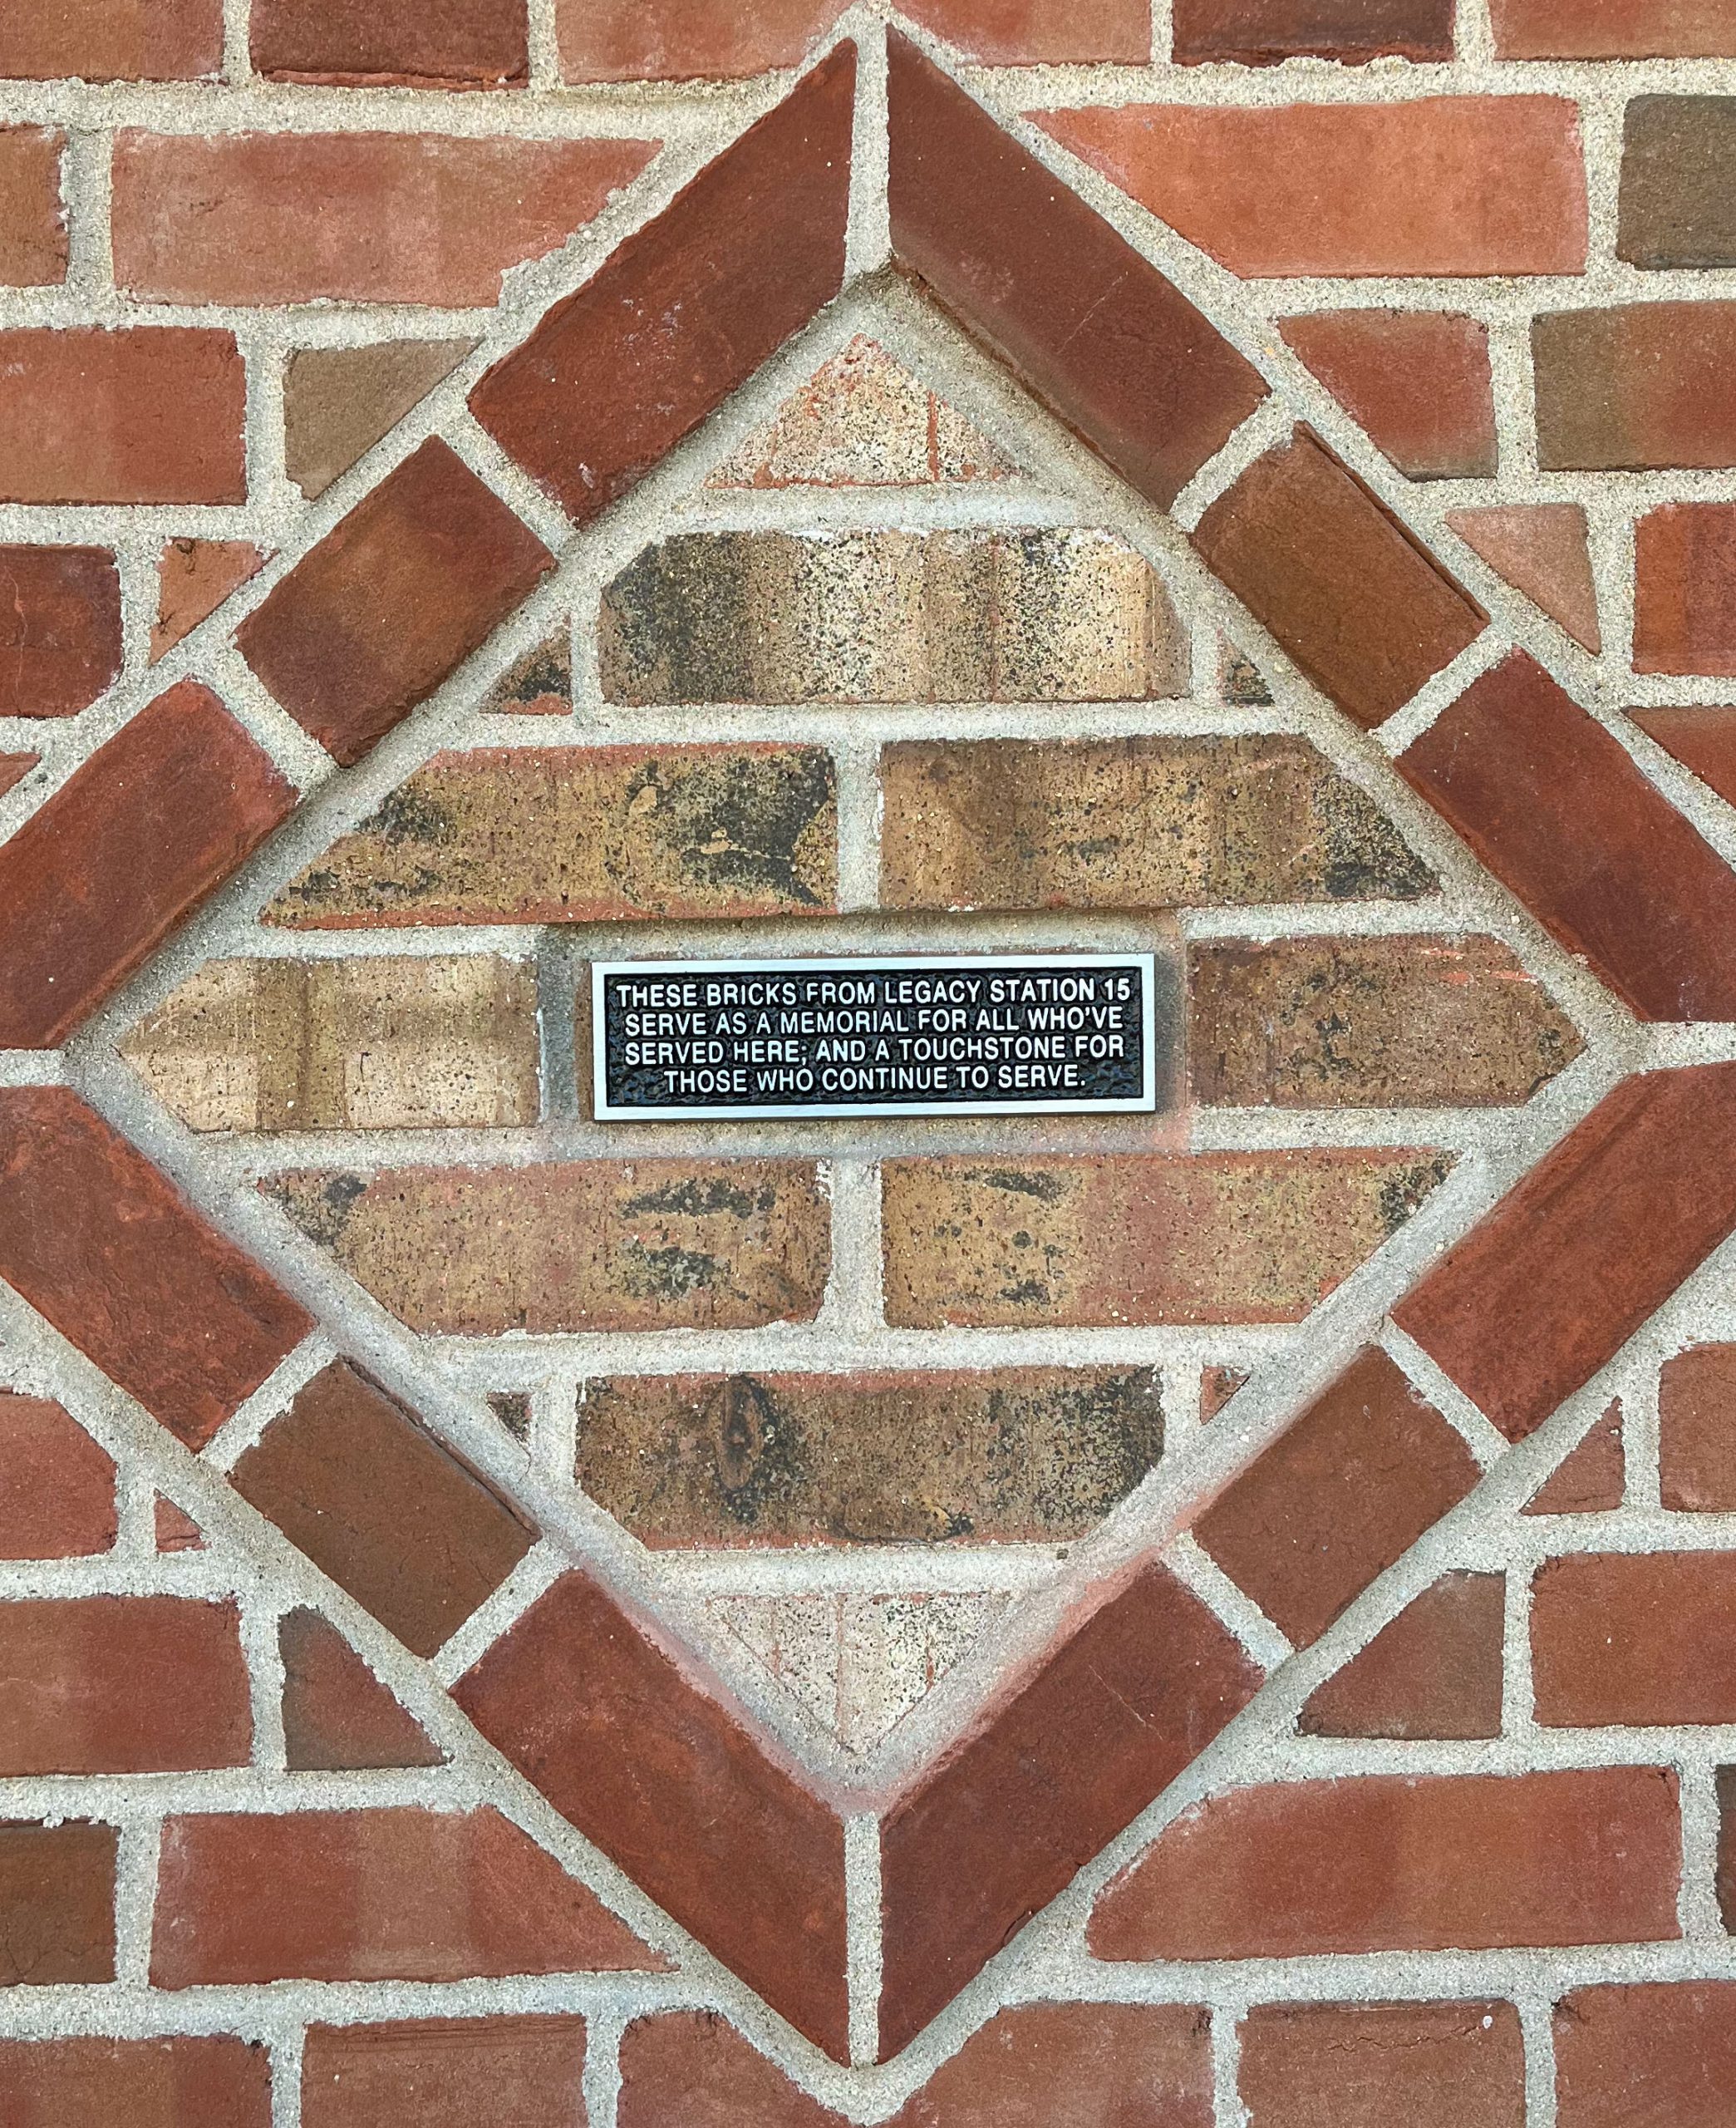 THESE BRICKS FROM LEGACY STATION 15
SERVE AS A MEMORIAL FOR ALL WHO'VE
SERVED HERE; AND A TOUCHSTONE FOR
THOSE WHO CONTINUE TO SERVE.